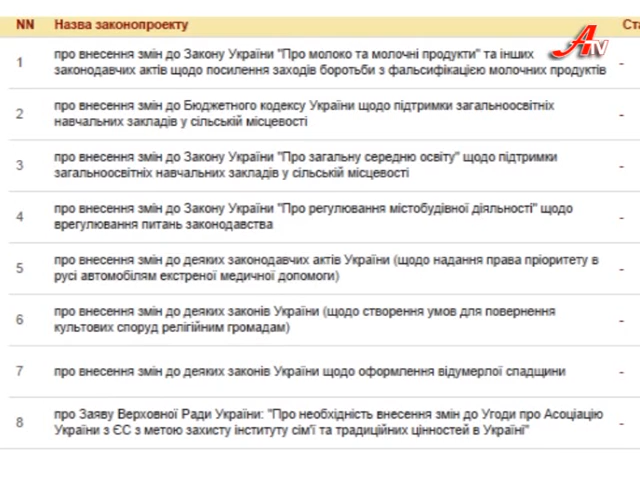 NN Назва законопроекту Ста
ATV
1 про внесення змін до Закону України "Про молоко та молочні продукти" та інших
законодавчих актів щодо посилення заходів боротьби з фальсифікацією молочних продуктів -
2 про внесення змін до Бюджетного кодексу України щодо підтримки загальноосвітніх
навчальних закладів у сільській місцевості -
3 про внесення змін до Закону України "Про загальну середню освіту" щодо підтримки
загальноосвітніх навчальних закладів у сільській місцевості -
4 про внесення змін до Закону України "Про регулювання містобудівної діяльності" щодо
врегулювання питань законодавства -
5 про внесення змін до деяких законодавчих актів України (щодо надання права пріоритету в
русі автомобілям екстреної медичної допомоги) -
6 про внесення змін до деяких законів України (щодо створення умов для повернення
культових споруд релігійним громадам) -
7 про внесення змін до деяких законів України щодо оформлення відумерлої спадщини -
8 про Заяву Верховної Ради України: "Про необхідність внесення змін до Угоди про Асоціацію
України з ЄС з метою захисту інституту сім'ї та традиційних цінностей в Україні" -